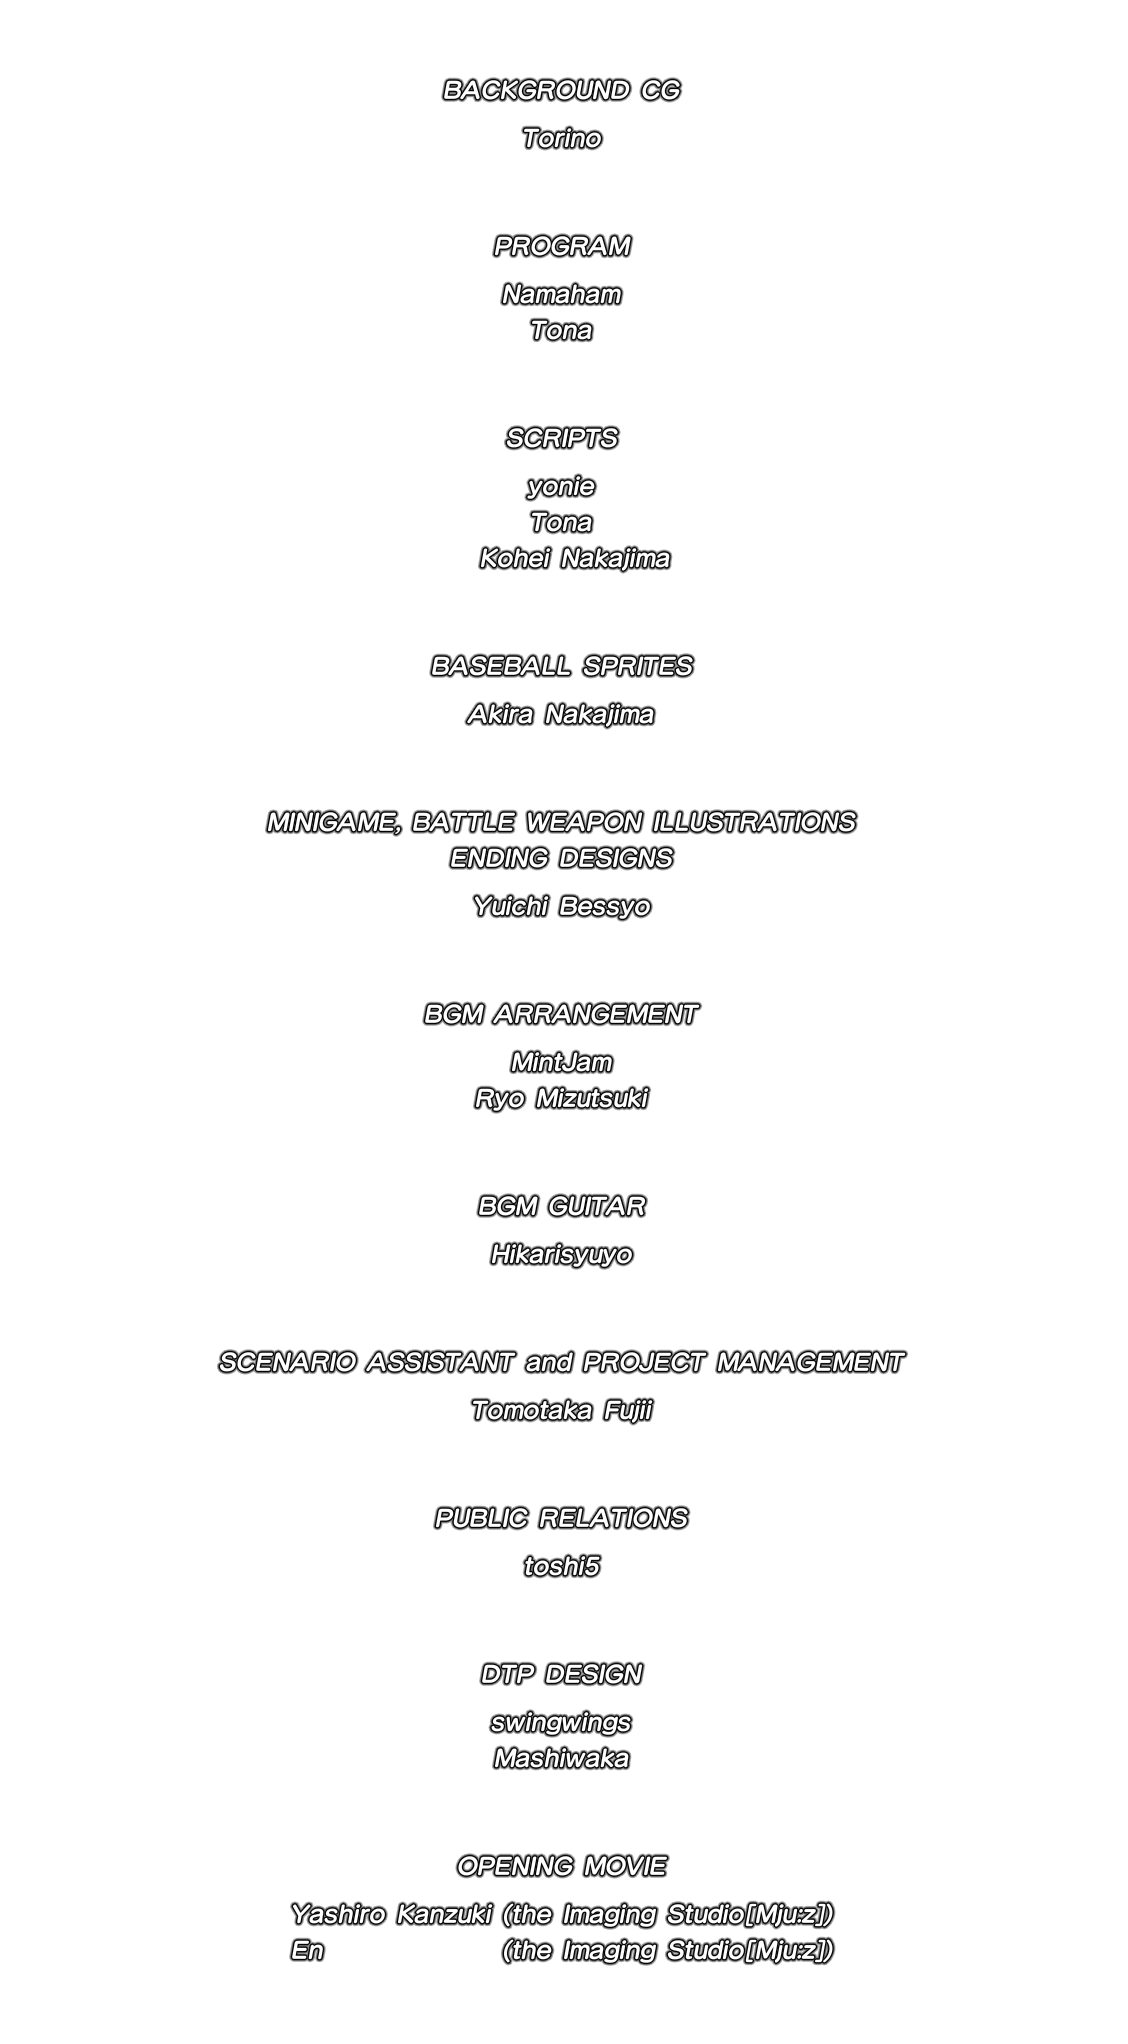 BACKGROUND CG
Torino
PROGRAM
Namaham
Tona
SCRIPTS
yonie
Tona
Kohei Nakajima
BASEBALL SPRITES
Akira Nakajima
MINIGAME, BATTLE WEAPON ILLUSTRATIONS
ENDING DESIGNS
Yuichi Bessyo
BGM ARRANGEMENT
MintJam
Ryo Mizutsuki
BGM GUITAR
Hikarisyuyo
SCENARIO ASSISTANT and PROJECT MANAGEMENT
Tomotaka Fujii
PUBLIC RELATIONS
toshi5
DTP DESIGN
swingwings
Mashiwaka
OPENING MOVIE
Yashiro Kanzuki (the Imaging Studio[Mju:z])
En (the Imaging Studio[Mju:z])